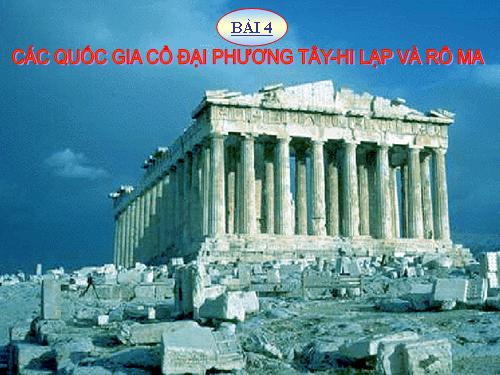 BÀI 4
CÁC QUỐC GIA CỔ ĐẠI PHƯƠNG TÂY-HI LẠP VÀ RÔ MA